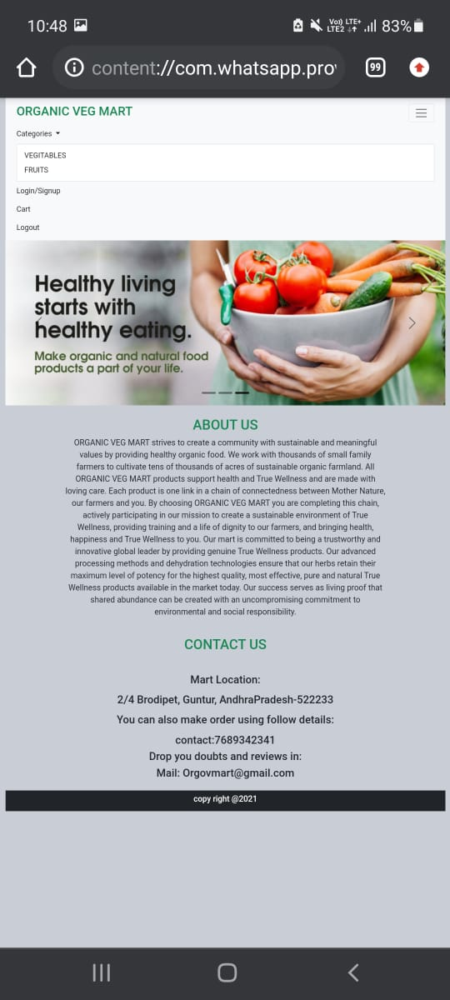 10:48
Vo) LTE+
LTE2
83%
content://com.whatsapp.pro
99
ORGANIC VEG MART
Categories
VEGITABLES
FRUITS
Login/Signup
Cart
Logout
Healthy living
starts with
healthy eating.
Make organic and natural food
products a part of your life.
ABOUT US
ORGANIC VEG MART strives to create a community with sustainable and meaningful
values by providing healthy organic food. We work with thousands of small family
farmers to cultivate tens of thousands of acres of sustainable organic farmland. All
ORGANIC VEG MART products support health and True Wellness and are made with
loving care. Each product is one link in a chain of connectedness between Mother Nature,
our farmers and you. By choosing ORGANIC VEG MART you are completing this chain,
actively participating in our mission to create a sustainable environment of True
Wellness, providing training and a life of dignity to our farmers, and bringing health,
happiness and True Wellness to you. Our mart is committed to being a trustworthy and
innovative global leader by providing genuine True Wellness products. Our advanced
processing methods and dehydration technologies ensure that our herbs retain their
maximum level of potency for the highest quality, most effective, pure and natural True
Wellness products available in the market today. Our success serves as living proof that
shared abundance can be created with an uncompromising commitment to
environmental and social responsibility.
CONTACT US
Mart Location:
2/4 Brodipet, Guntur, AndhraPradesh-522233
You can also make order using follow details:
contact:7689342341
Drop you doubts and reviews in:
Mail: Orgovmart@gmail.com
copy right @2021